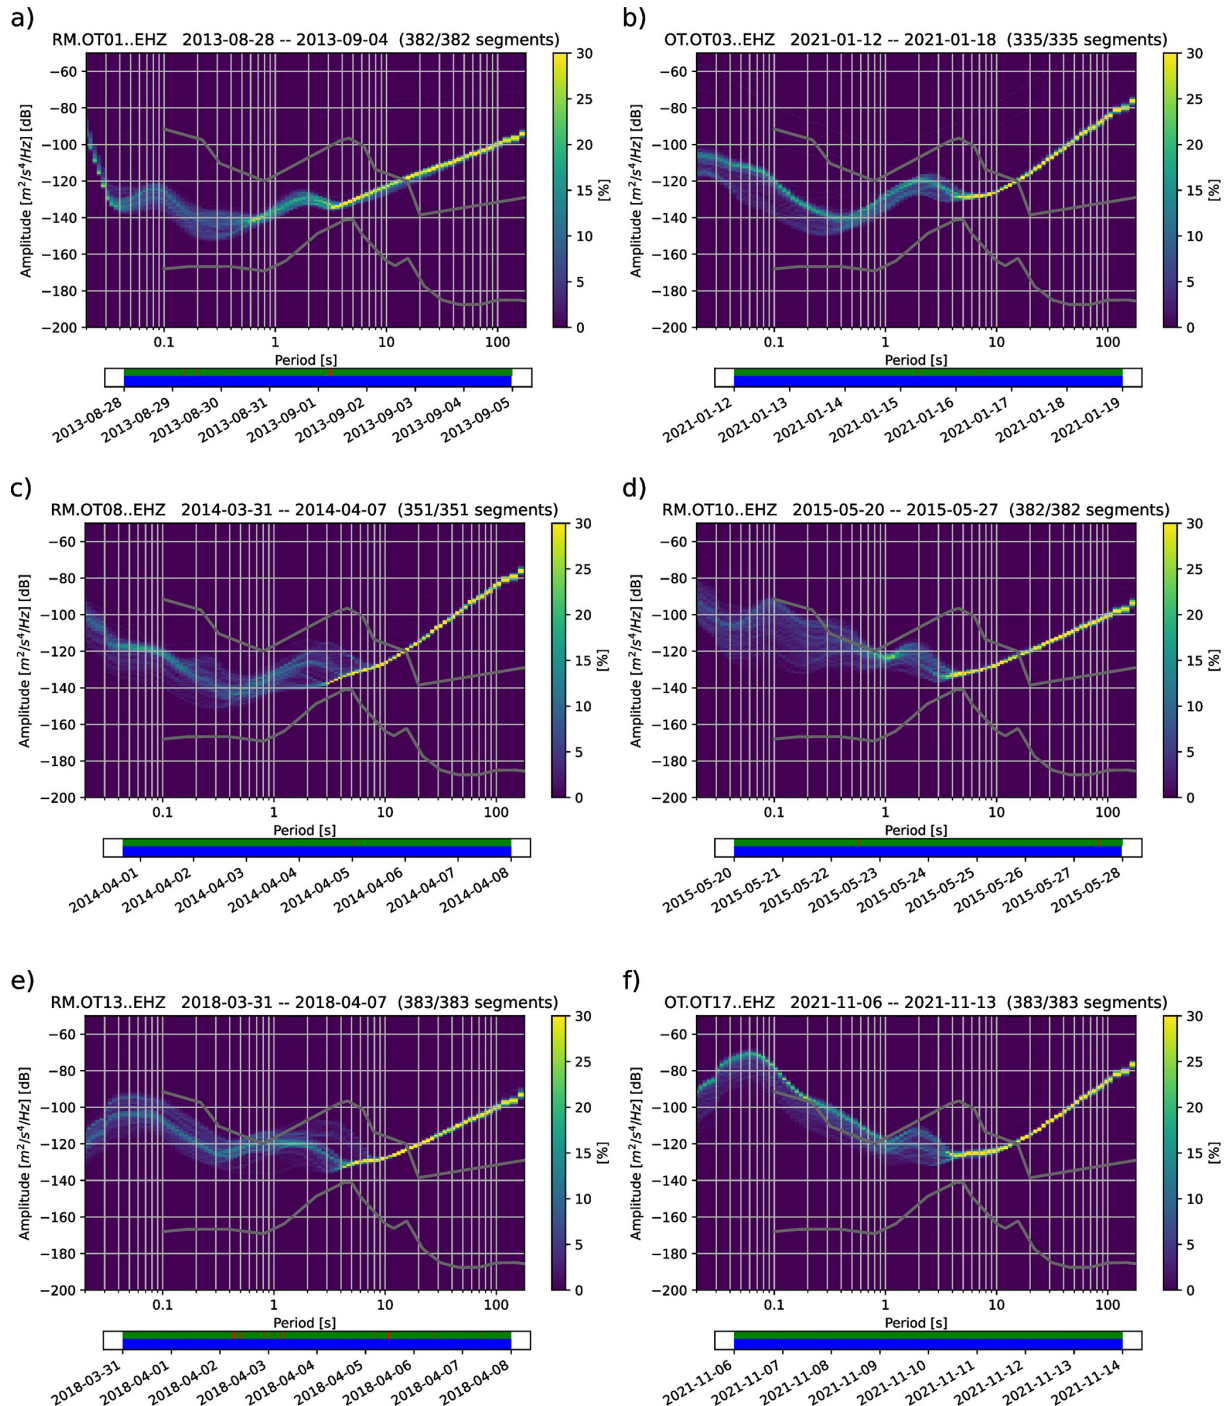 a)
RM.OT01..EHZ 2013-08-28 -- 2013-09-04 (382/382 segments)
Amplitude [m²/s⁴/Hz] [dB]
−60
−80
−100
−120
−140
−160
−180
−200
0.1 1 10 100
Period [s]
30
25
20
15
10
5
0
[%]
2013-08-28 2013-08-29 2013-08-30 2013-08-31 2013-09-01 2013-09-02 2013-09-03 2013-09-04 2013-09-05
b)
OT.OT03..EHZ 2021-01-12 -- 2021-01-18 (335/335 segments)
Amplitude [m²/s⁴/Hz] [dB]
−60
−80
−100
−120
−140
−160
−180
−200
0.1 1 10 100
Period [s]
30
25
20
15
10
5
0
[%]
2021-01-12 2021-01-13 2021-01-14 2021-01-15 2021-01-16 2021-01-17 2021-01-18 2021-01-19
c)
RM.OT08..EHZ 2014-03-31 -- 2014-04-07 (351/351 segments)
Amplitude [m²/s⁴/Hz] [dB]
−60
−80
−100
−120
−140
−160
−180
−200
0.1 1 10 100
Period [s]
30
25
20
15
10
5
0
[%]
2014-04-01 2014-04-02 2014-04-03 2014-04-04 2014-04-05 2014-04-06 2014-04-07 2014-04-08
d)
RM.OT10..EHZ 2015-05-20 -- 2015-05-27 (382/382 segments)
Amplitude [m²/s⁴/Hz] [dB]
−60
−80
−100
−120
−140
−160
−180
−200
0.1 1 10 100
Period [s]
30
25
20
15
10
5
0
[%]
2015-05-20 2015-05-21 2015-05-22 2015-05-23 2015-05-24 2015-05-25 2015-05-26 2015-05-27 2015-05-28
e)
RM.OT13..EHZ 2018-03-31 -- 2018-04-07 (383/383 segments)
Amplitude [m²/s⁴/Hz] [dB]
−60
−80
−100
−120
−140
−160
−180
−200
0.1 1 10 100
Period [s]
30
25
20
15
10
5
0
[%]
2018-03-31 2018-04-01 2018-04-02 2018-04-03 2018-04-04 2018-04-05 2018-04-06 2018-04-07 2018-04-08
f)
OT.OT17..EHZ 2021-11-06 -- 2021-11-13 (383/383 segments)
Amplitude [m²/s⁴/Hz] [dB]
−60
−80
−100
−120
−140
−160
−180
−200
0.1 1 10 100
Period [s]
30
25
20
15
10
5
0
[%]
2021-11-06 2021-11-07 2021-11-08 2021-11-09 2021-11-10 2021-11-11 2021-11-12 2021-11-13 2021-11-14